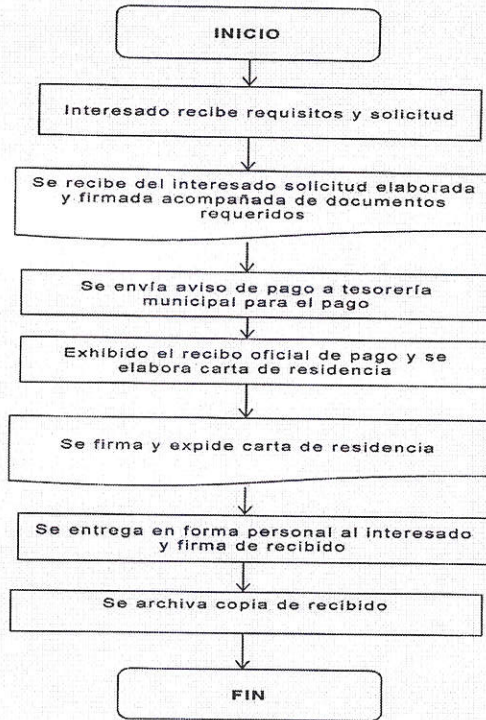 INICIO
Interesado recibe requisitos y solicitud
Se recibe del interesado solicitud elaborada
y firmada acompañada de documentos
requeridos
Se envía aviso de pago a tesorería
municipal para el pago
Exhibido el recibo oficial de pago y se
elabora carta de residencia
Se firma y expide carta de residencia
Se entrega en forma personal al interesado
y firma de recibido
Se archiva copia de recibido
FIN